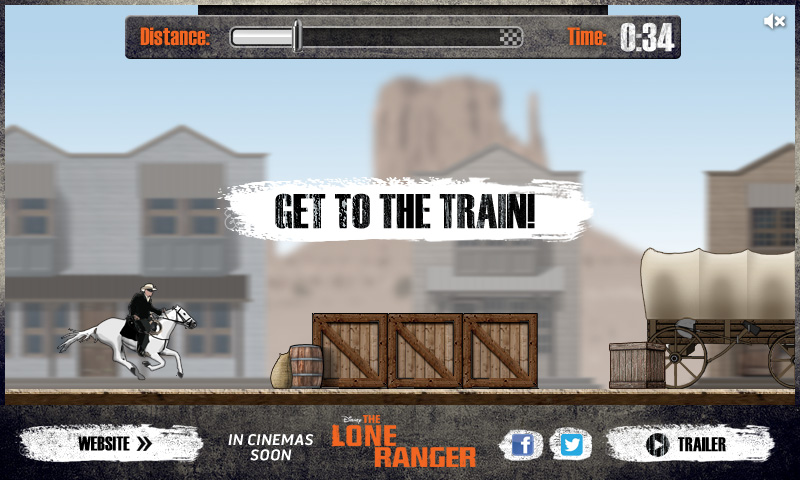 Distance:
Time: 0:34
GET TO THE TRAIN!
WEBSITE
IN CINEMAS
SOON
Disney THE
LONE
RANGER
TRAILER